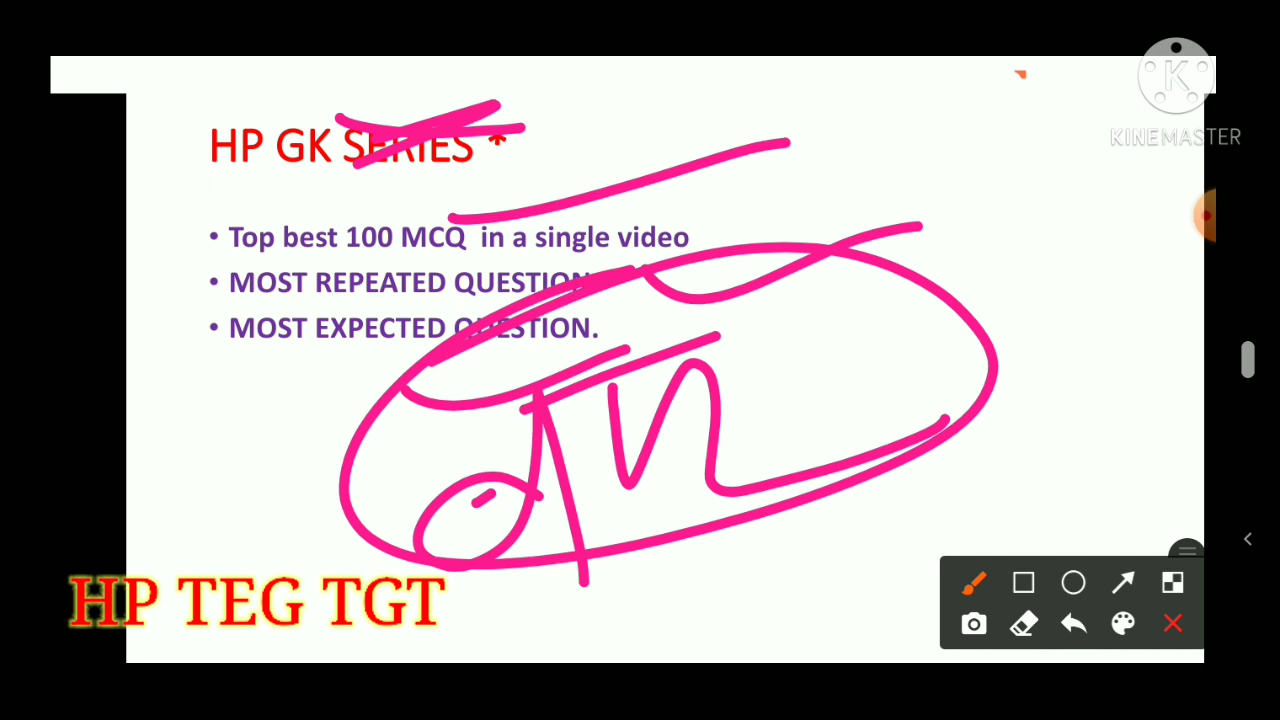 HP GK SERIES *
• Top best 100 MCQ in a single video
• MOST REPEATED QUESTION
• MOST EXPECTED QUESTION.
HP TEG TGT
KINEMASTER